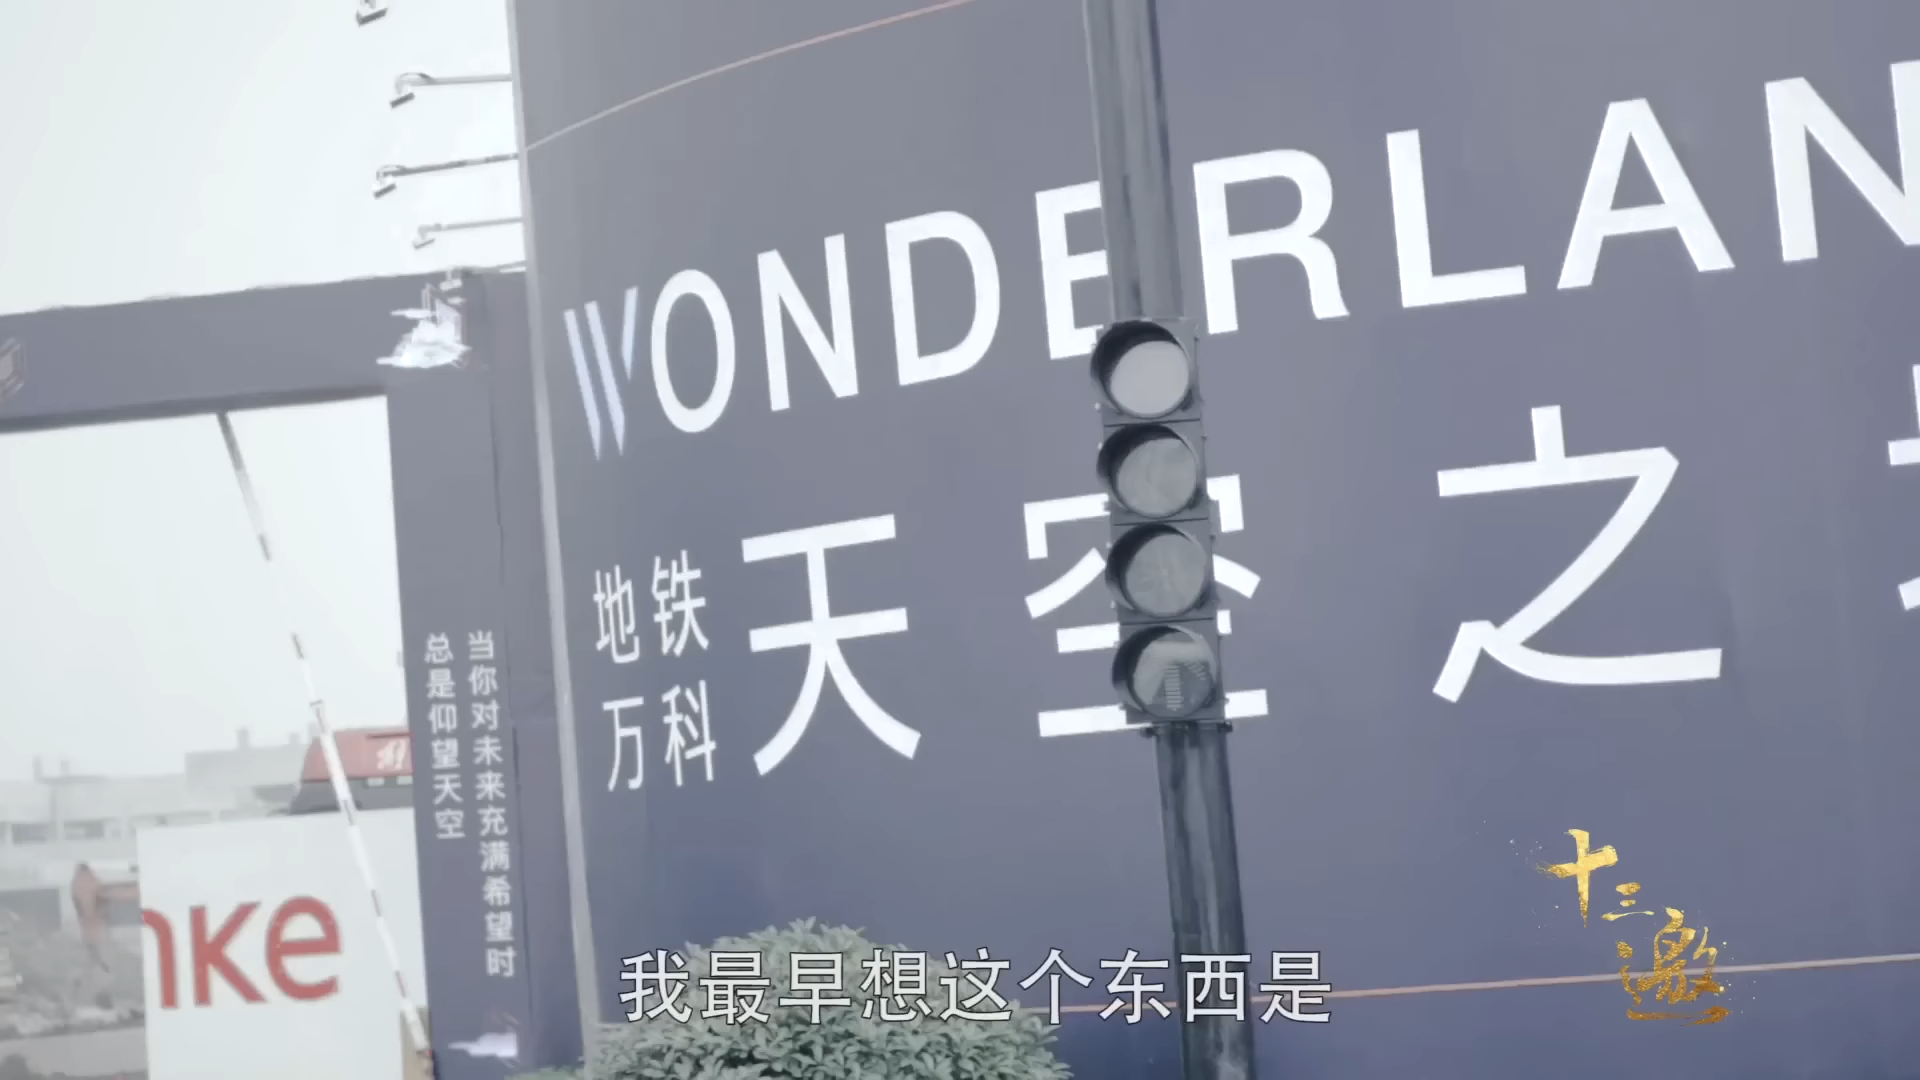 WONDERLAN
地铁
万科
天空之
当你对未来充满希望时
总是仰望天空
nke
我最早想这个东西是
十三邀